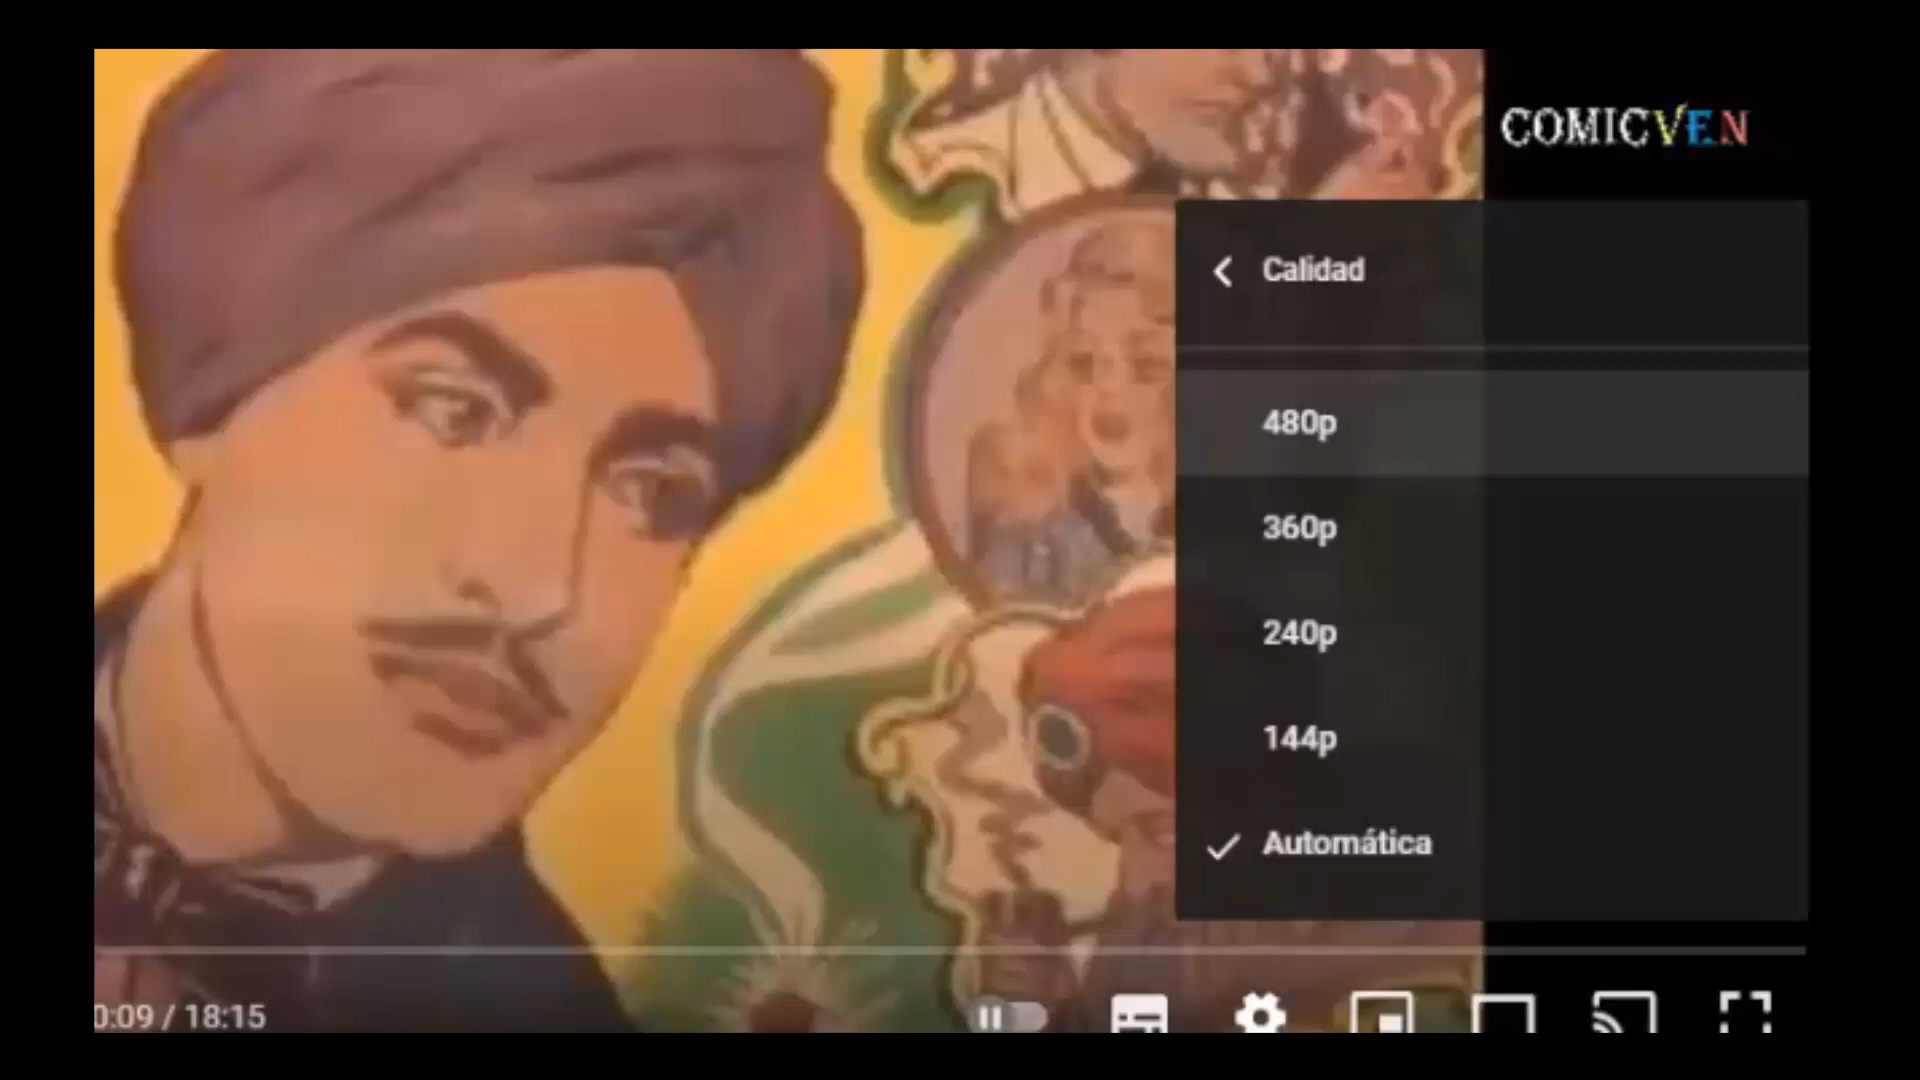 COMICVEN
Calidad
480p
360p
240p
144p
Automática
0:09 / 18:15